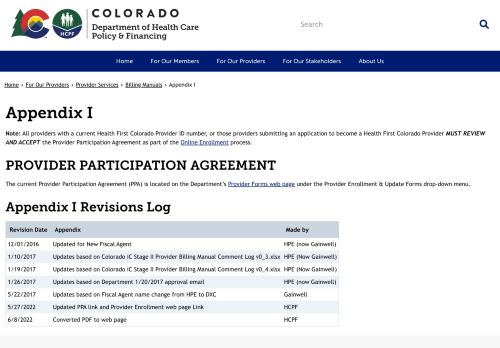 COLORADO
Department of Health Care
Policy & Financing
HCPF
Search
Home
For Our Members
For Our Providers
For Our Stakeholders
About Us
Home › For Our Providers › Provider Services › Billing Manuals › Appendix I
Appendix I
Note: All providers with a current Health First Colorado Provider ID number, or those providers submitting an application to become a Health First Colorado Provider MUST REVIEW
AND ACCEPT the Provider Participation Agreement as part of the Online Enrollment process.
PROVIDER PARTICIPATION AGREEMENT
The current Provider Participation Agreement (PPA) is located on the Department's Provider Forms web page under the Provider Enrollment & Update Forms drop-down menu.
Appendix I Revisions Log
Revision Date Appendix Made by
12/01/2016 Updated for New Fiscal Agent HPE (now Gainwell)
1/10/2017 Updates based on Colorado iC Stage II Provider Billing Manual Comment Log v0_3.xlsx HPE (Now Gainwell)
1/19/2017 Updates based on Colorado iC Stage II Provider Billing Manual Comment Log v0_4.xlsx HPE (Now Gainwell)
1/26/2017 Updates based on Department 1/20/2017 approval email HPE (now Gainwell)
5/22/2017 Updates based on Fiscal Agent name change from HPE to DXC Gainwell
5/27/2022 Updated PPA link and Provider Enrollment web page Link HCPF
6/8/2022 Converted PDF to web page HCPF